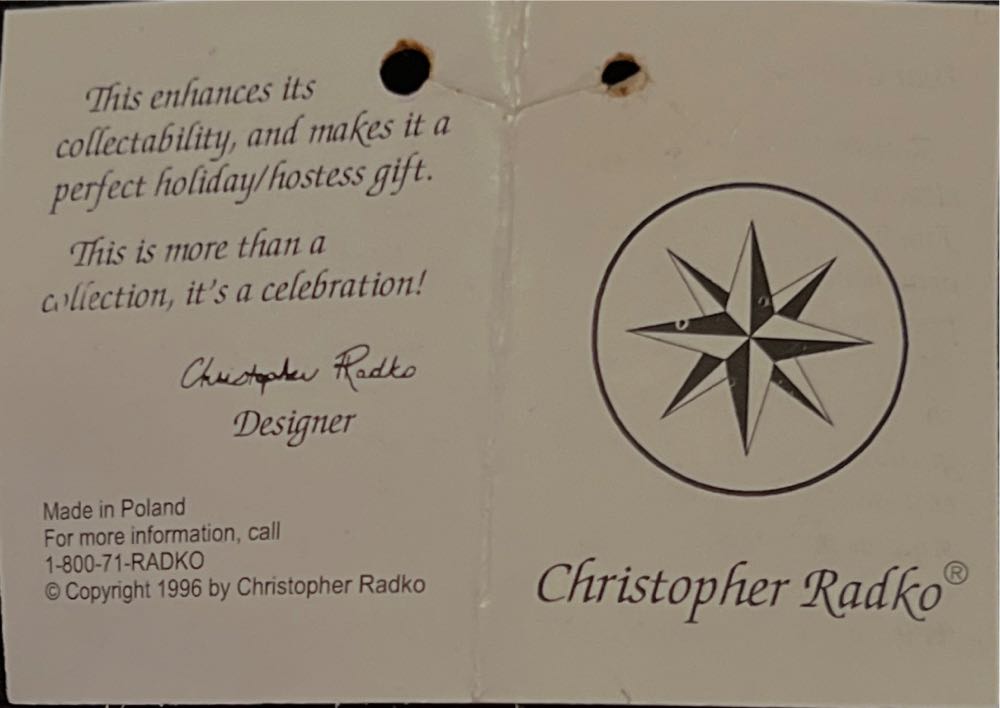 This enhances its
collectability, and makes it a
perfect holiday/hostess gift.
This is more than a
collection, it's a celebration!
Christopher Radko
Designer
Made in Poland
For more information, call
1-800-71-RADKO
© Copyright 1996 by Christopher Radko
Christopher Radko®